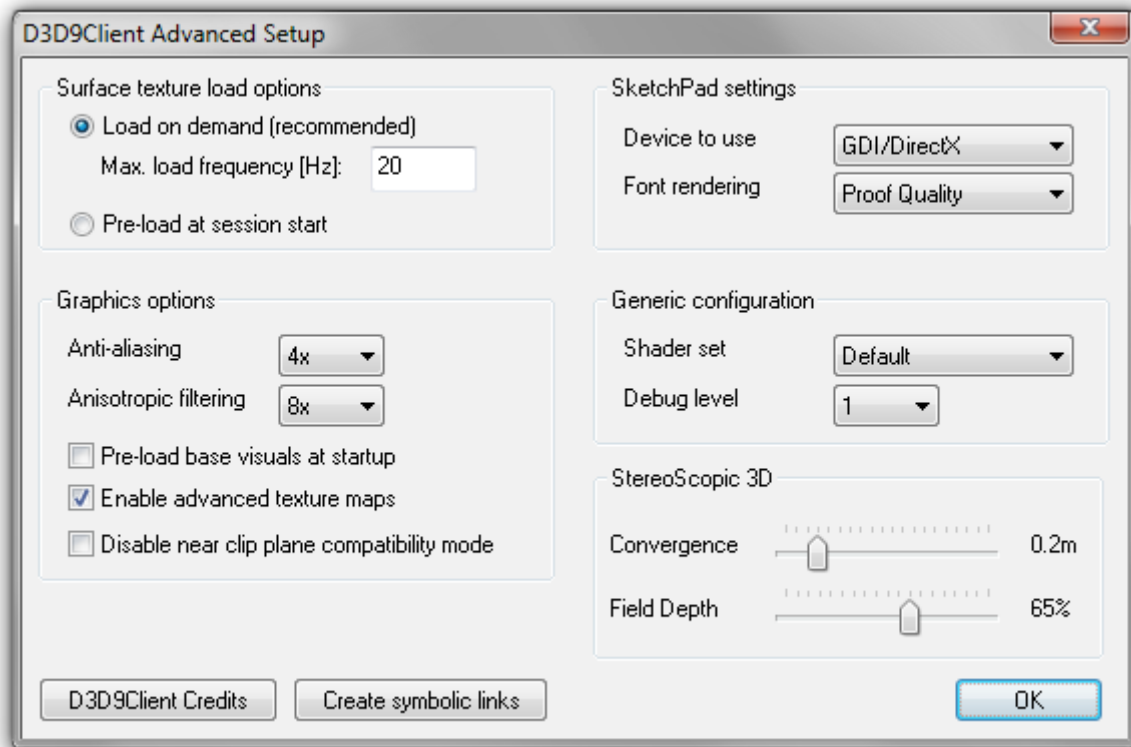 D3D9Client Advanced Setup
Surface texture load options
Load on demand (recommended)
Max. load frequency [Hz]: 20
Pre-load at session start
Graphics options
Anti-aliasing 4x
Anisotropic filtering 8x
Pre-load base visuals at startup
Enable advanced texture maps
Disable near clip plane compatibility mode
SketchPad settings
Device to use GDI/DirectX
Font rendering Proof Quality
Generic configuration
Shader set Default
Debug level 1
StereoScopic 3D
Convergence 0.2m
Field Depth 65%
D3D9Client Credits
Create symbolic links
OK